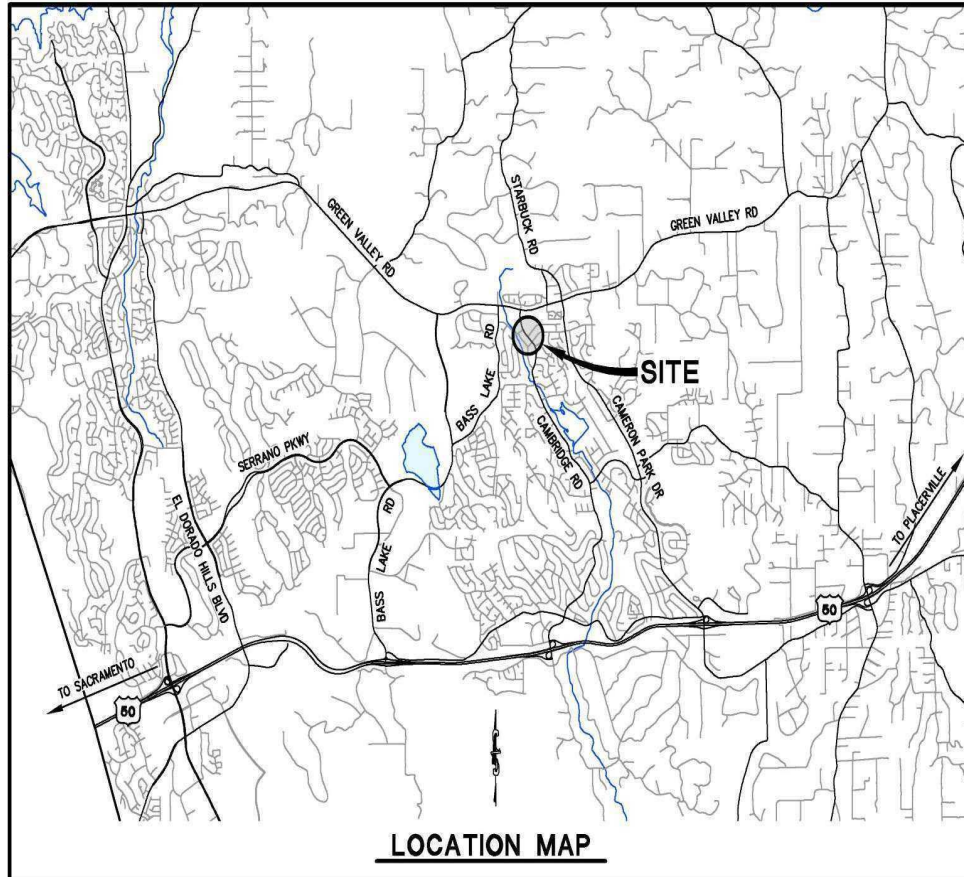 STARBUCK RD
GREEN VALLEY RD
GREEN VALLEY RD
BASS LAKE RD
SITE
CAMERON PARK DR
CAMBRIDGE RD
SERRANO PKWY
EL DORADO HILLS BLVD
BASS LAKE RD
TO PLACERVILLE
50
TO SACRAMENTO
50
LOCATION MAP